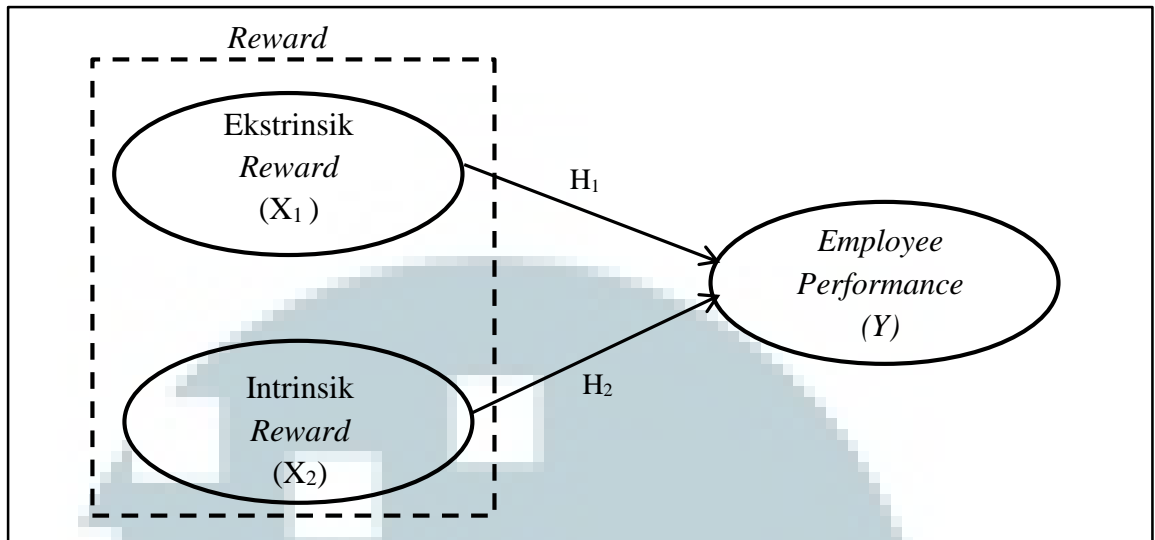 Reward
Ekstrinsik
Reward
(X₁ )
H₁
Employee
Performance
(Y)
Intrinsik
Reward
(X₂)
H₂